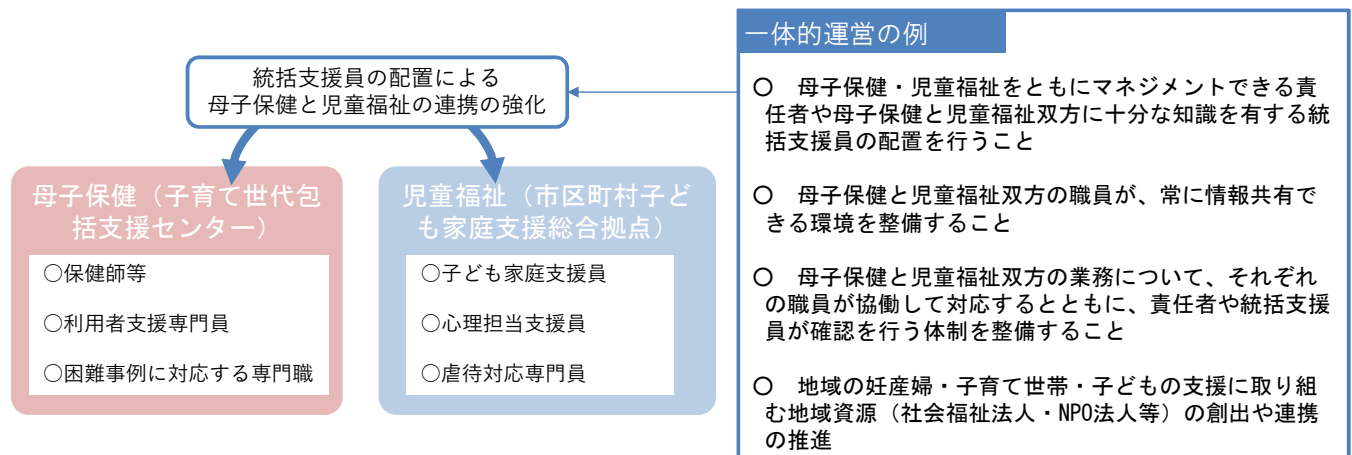 統括支援員の配置による
母子保健と児童福祉の連携の強化
母子保健（子育て世代包
括支援センター）
○保健師等
○利用者支援専門員
○困難事例に対応する専門職
児童福祉（市区町村子ど
も家庭支援総合拠点）
○子ども家庭支援員
○心理担当支援員
○虐待対応専門員
一体的運営の例
○　母子保健・児童福祉をともにマネジメントできる責
任者や母子保健と児童福祉双方に十分な知識を有する統
括支援員の配置を行うこと
○　母子保健と児童福祉双方の職員が、常に情報共有で
きる環境を整備すること
○　母子保健と児童福祉双方の業務について、それぞれ
の職員が協働して対応するとともに、責任者や統括支援
員が確認を行う体制を整備すること
○　地域の妊産婦・子育て世帯・子どもの支援に取り組
む地域資源（社会福祉法人・NPO法人等）の創出や連携
の推進